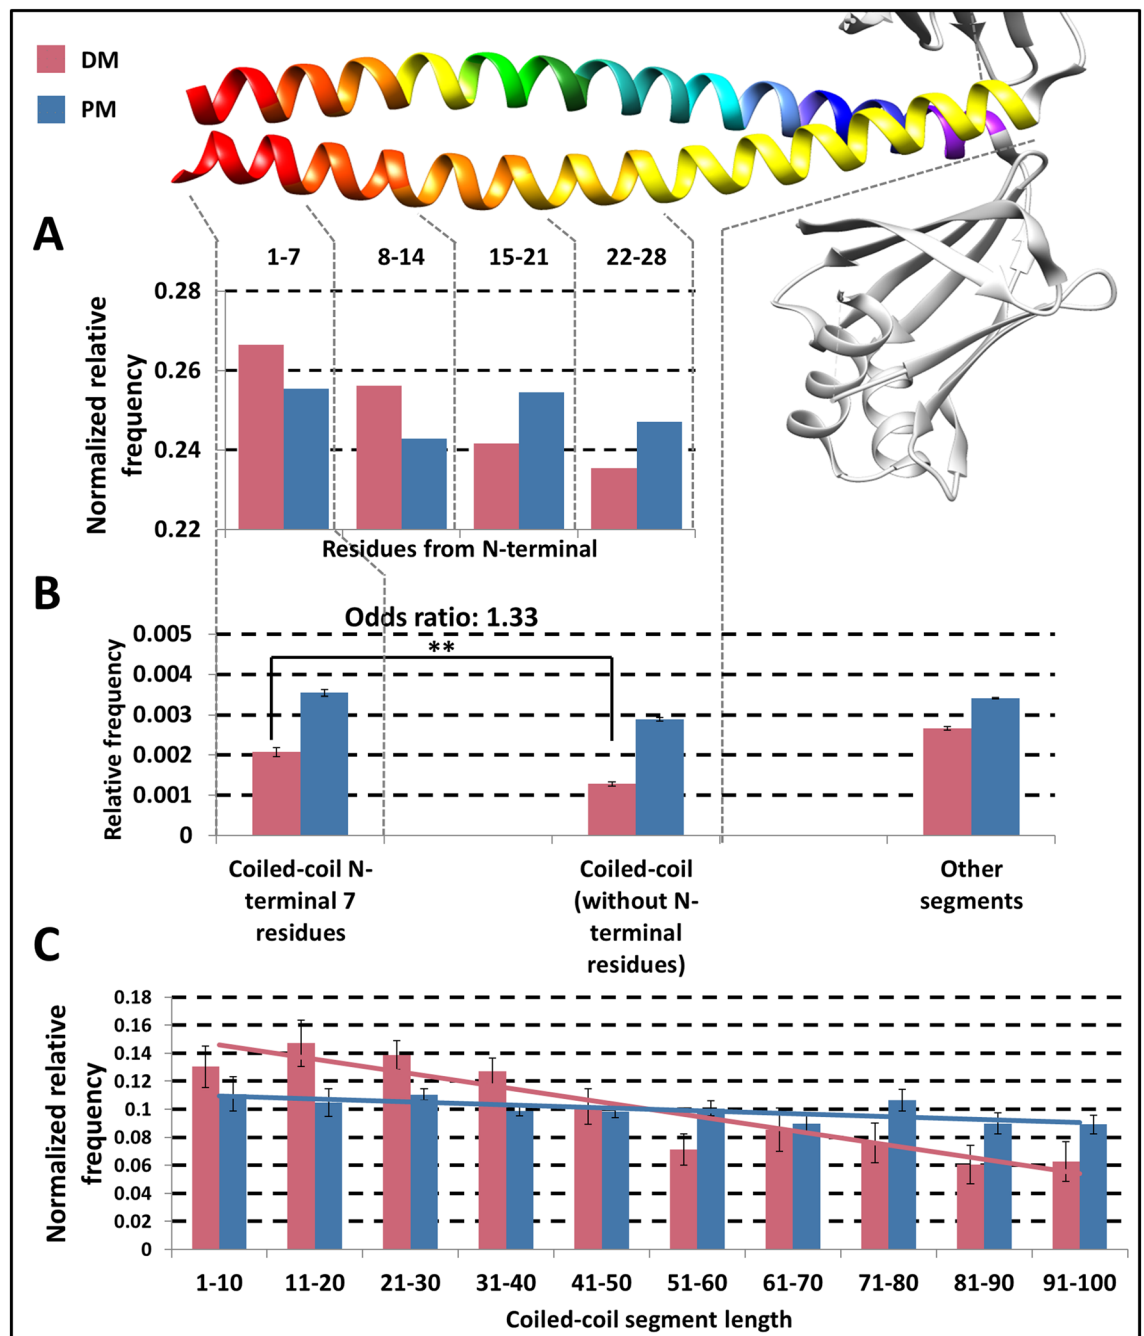 DM
PM
A
1-7 8-14 15-21 22-28
Normalized relative
frequency
0.28
0.26
0.24
0.22
Residues from N-terminal
B
Odds ratio: 1.33
**
Relative frequency
0.005
0.004
0.003
0.002
0.001
0
Coiled-coil N-
terminal 7
residues
Coiled-coil
(without N-
terminal
residues)
Other
segments
C
Normalized relative
frequency
0.18
0.16
0.14
0.12
0.1
0.08
0.06
0.04
0.02
0
1-10 11-20 21-30 31-40 41-50 51-60 61-70 71-80 81-90 91-100
Coiled-coil segment length